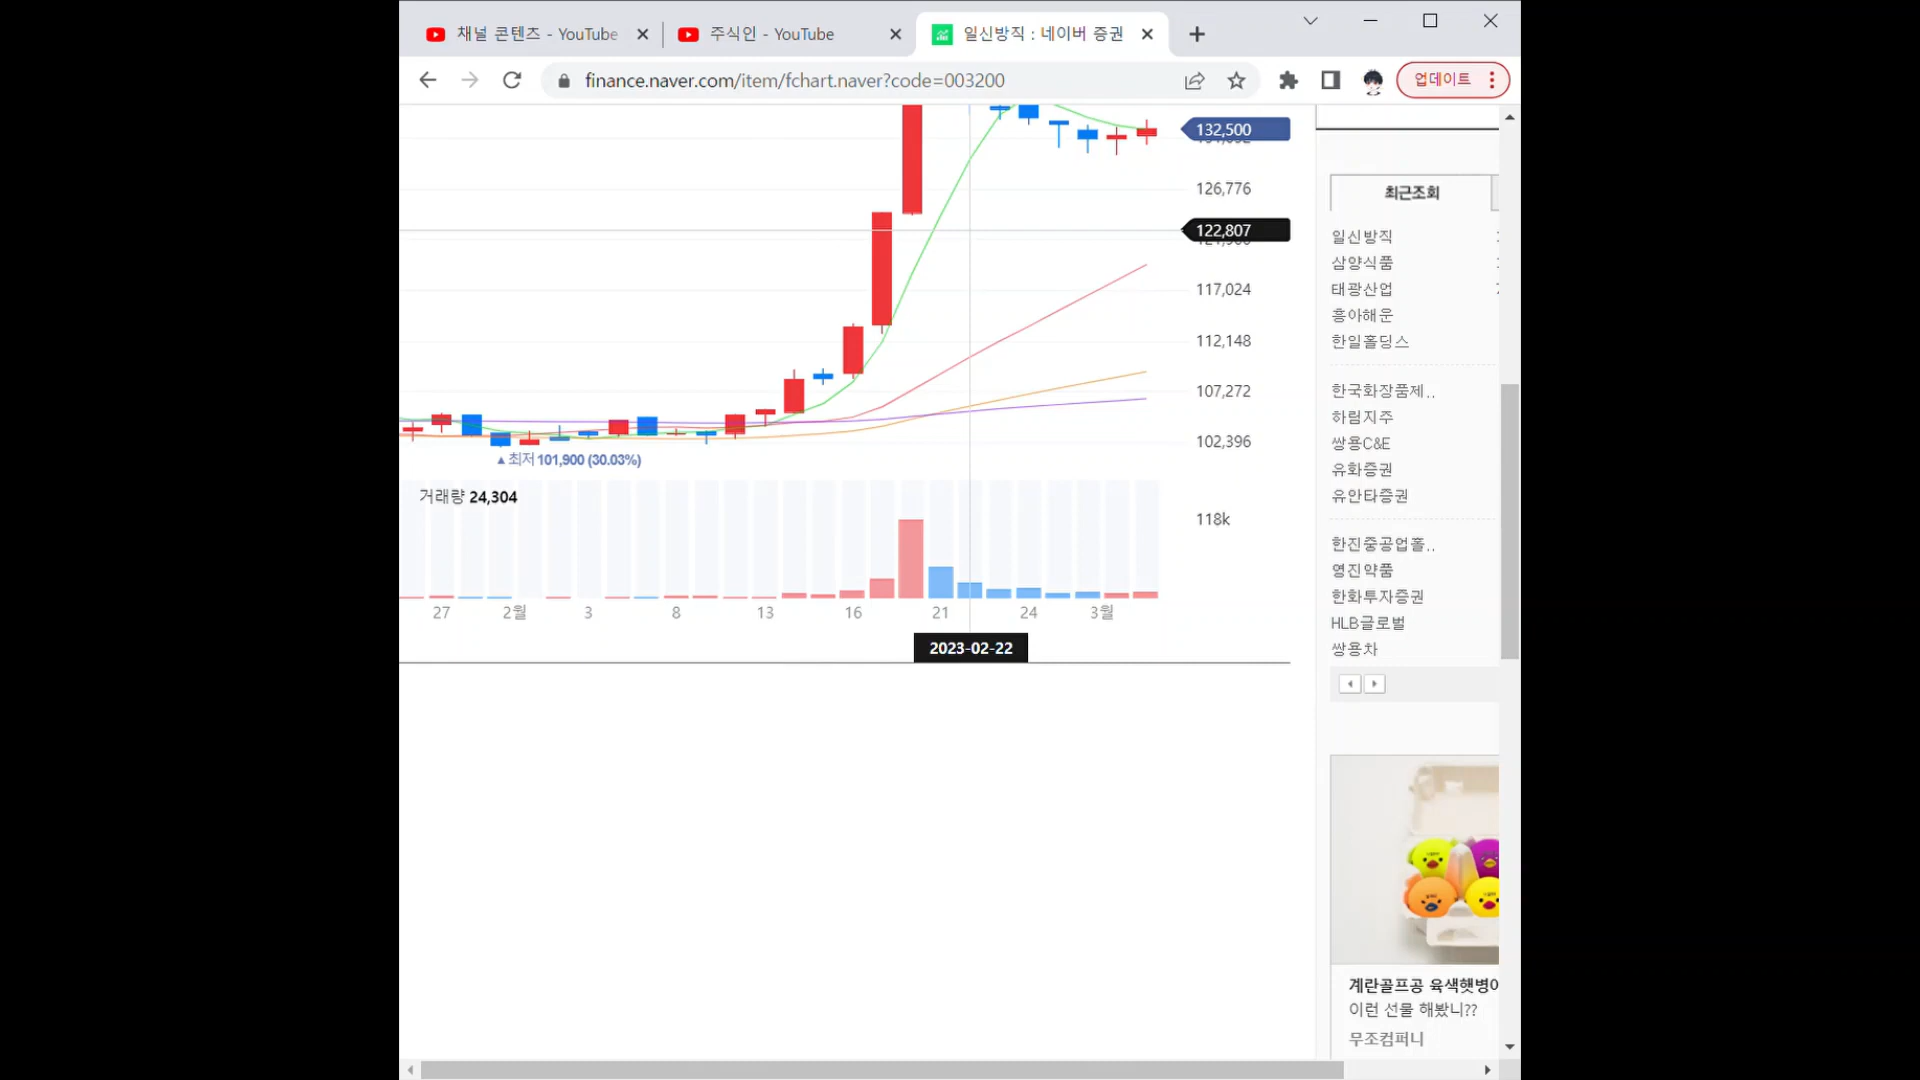 채널 콘텐츠 - YouTube
주식인 - YouTube
일신방직 : 네이버 증권
finance.naver.com/item/fchart.naver?code=003200
업데이트
132,500
126,776
122,807
117,024
112,148
107,272
102,396
▲최저 101,900 (30.03%)
거래량 24,304
118k
27 2월 3 8 13 16 21 24 3월
2023-02-22
최근조회
일신방직
삼양식품
태광산업
흥아해운
한일홀딩스
한국화장품제..
하림지주
쌍용C&E
유화증권
유안타증권
한진중공업홀..
영진약품
한화투자증권
HLB글로벌
쌍용차
계란골프공 육색햇병아
이런 선물 해봤니??
무조컴퍼니